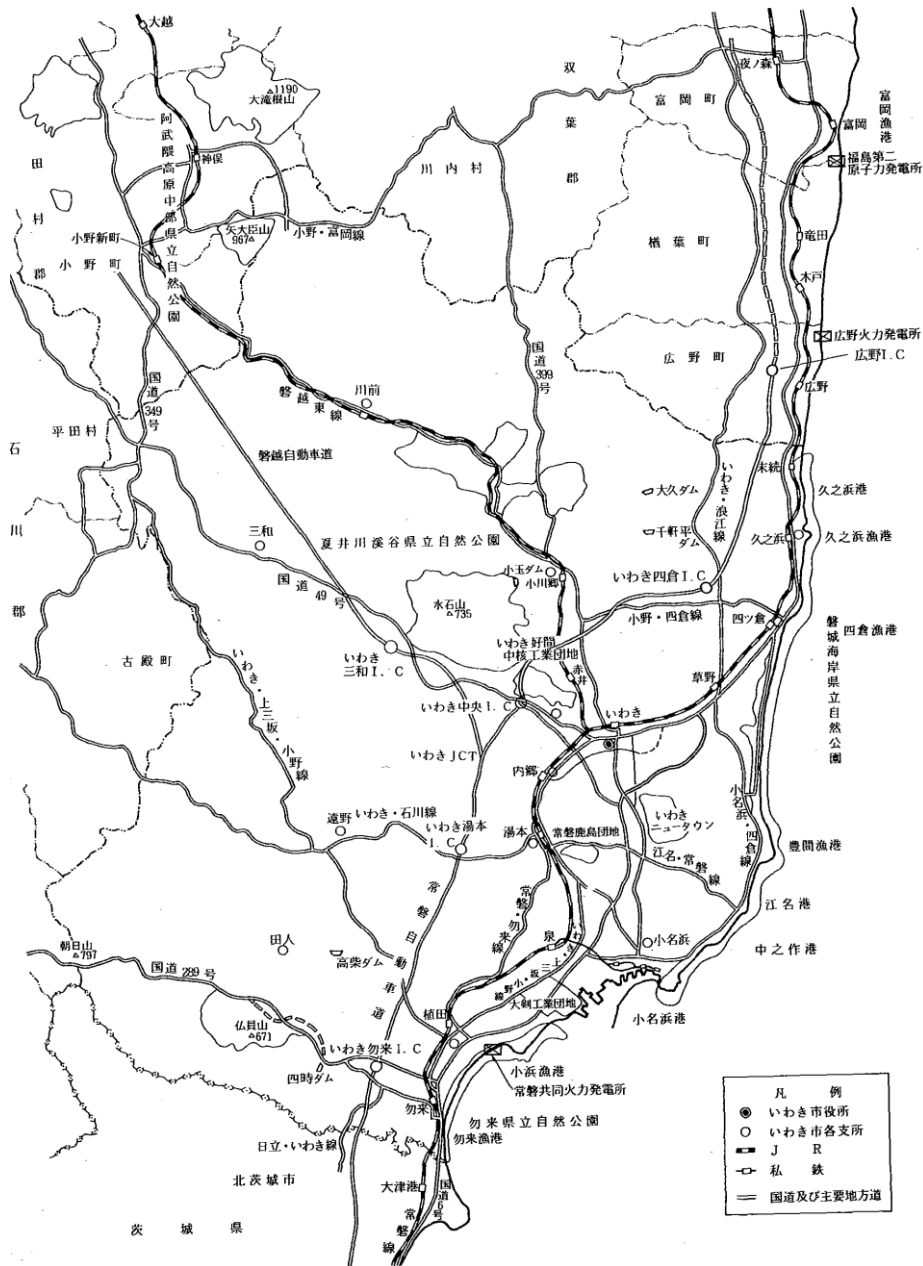 大越
△1190
大滝根山
双葉郡
夜ノ森
富岡町
富岡
富岡漁港
福島第二
原子力発電所
田村郡
阿武隈高原中部県立自然公園
神俣
川内村
矢大臣山
967△
小野・富岡線
小野新町
小野町
楢葉町
竜田
木戸
広野火力発電所
広野I.C
広野町
広野
国道
399
号
国道
349
号
川前
磐越東線
平田村
石川郡
磐越自動車道
末続
いわき・浪江線
大久ダム
久之浜港
千軒平
ダム
久之浜
久之浜漁港
三和
夏井川渓谷県立自然公園
国道49号
小玉ダム
小川郷
いわき四倉I.C
水石山
△735
小野・四倉線
四ツ倉
四倉漁港
磐城海岸県立自然公園
古殿町
いわき
三和I.C
いわき好間
中核工業団地
赤井
草野
いわき・上三坂・小野線
いわき中央I.C
いわき
いわきJCT
内郷
小名浜・四倉線
いわき
ニュータウン
遠野
いわき・石川線
いわき湯本
I.C
湯本
常磐鹿島団地
江名・常磐線
豊間漁港
常磐自動車道
常磐・勿来線
江名港
朝日山
△797
田人
高柴ダム
泉
小名浜
中之作港
国道289号
いわき・上三坂・小野線
大剣工業団地
小名浜港
仏具山
△671
植田
いわき勿来I.C
四時ダム
小浜漁港
常磐共同火力発電所
勿来
勿来県立自然公園
勿来漁港
日立・いわき線
北茨城市
大津港
国道6号
常磐線
茨城県
凡例
いわき市役所
いわき市各支所
JR
私鉄
国道及び主要地方道